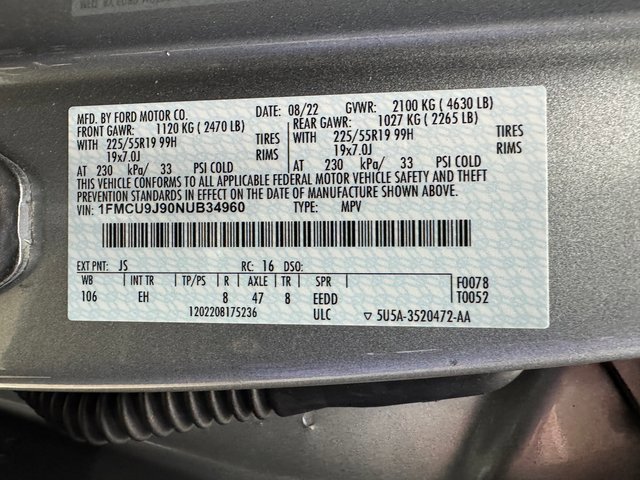 MFD. BY FORD MOTOR CO. DATE: 08/22 GVWR: 2100 KG ( 4630 LB)
FRONT GAWR: 1120 KG ( 2470 LB) REAR GAWR: 1027 KG ( 2265 LB)
WITH 225/55R19 99H TIRES WITH 225/55R19 99H TIRES
19x7.0J RIMS 19x7.0J RIMS
AT 230 kPa/ 33 PSI COLD AT 230 kPa/ 33 PSI COLD
THIS VEHICLE CONFORMS TO ALL APPLICABLE FEDERAL MOTOR VEHICLE SAFETY AND THEFT
PREVENTION STANDARDS IN EFFECT ON THE DATE OF MANUFACTURE SHOWN ABOVE.
VIN: 1FMCU9J90NUB34960 TYPE: MPV
EXT PNT: JS RC: 16 DSO:
WB INT TR TP/PS R AXLE TR SPR F0078
106 EH 8 47 8 EEDD T0052
1202208175236 ULC ▽ 5U5A-3520472-AA